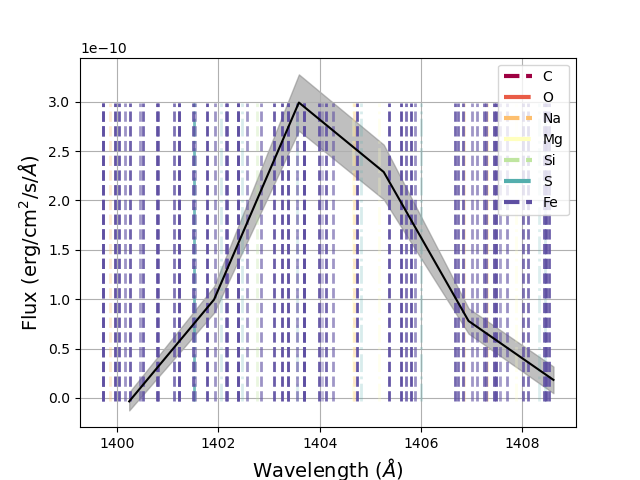 1e−10
3.0
2.5
2.0
1.5
1.0
0.5
0.0
Flux (erg/cm²/s/Å)
1400 1402 1404 1406 1408
Wavelength (Å)
C
O
Na
Mg
Si
S
Fe